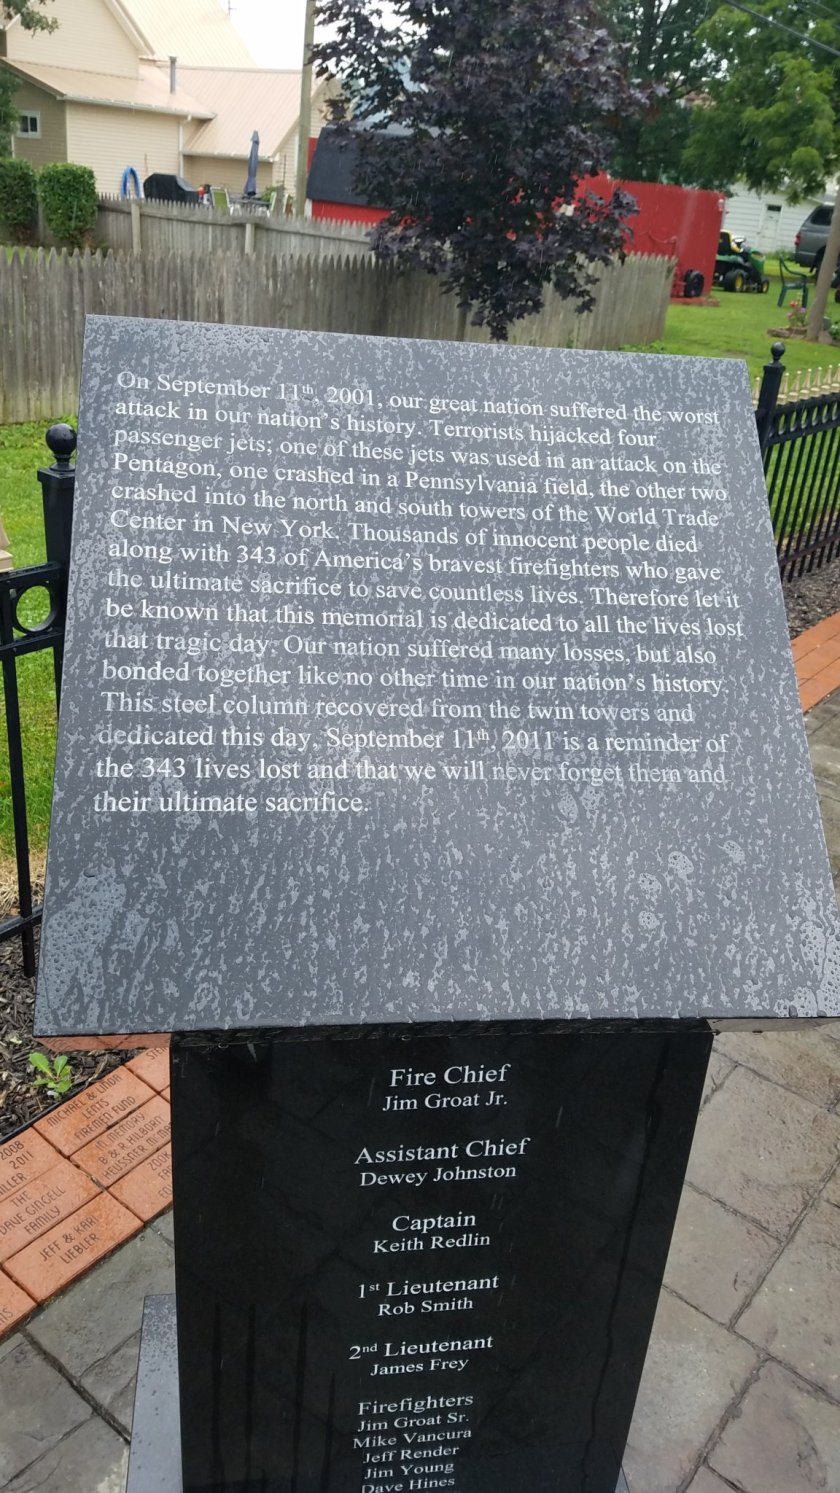 On September 11th, 2001, our great nation suffered the worst
attack in our nation's history. Terrorists hijacked four
passenger jets; one of these jets was used in an attack on the
Pentagon, one crashed in a Pennsylvania field, the other two
crashed into the north and south towers of the World Trade
Center in New York. Thousands of innocent people died
along with 343 of America's bravest firefighters who gave
the ultimate sacrifice to save countless lives. Therefore let it
be known that this memorial is dedicated to all the lives lost
that tragic day. Our nation suffered many losses, but also
bonded together like no other time in our nation's history.
This steel column recovered from the twin towers and
dedicated this day, September 11th, 2011 is a reminder of
the 343 lives lost and that we will never forget them and
their ultimate sacrifice.
Fire Chief
Jim Groat Jr.
Assistant Chief
Dewey Johnston
Captain
Keith Redlin
1st Lieutenant
Rob Smith
2nd Lieutenant
James Frey
Firefighters
Jim Groat Sr.
Mike Vancura
Jeff Render
Jim Young
Dave Hines
MICHAEL & LINDA
LENTS
FIREMEN FUND
IN MEMORY
B & R HILBORN
2008
2011
THE
DAVE GINGELL
FAMILY
JEFF & KARI
LIEBLER